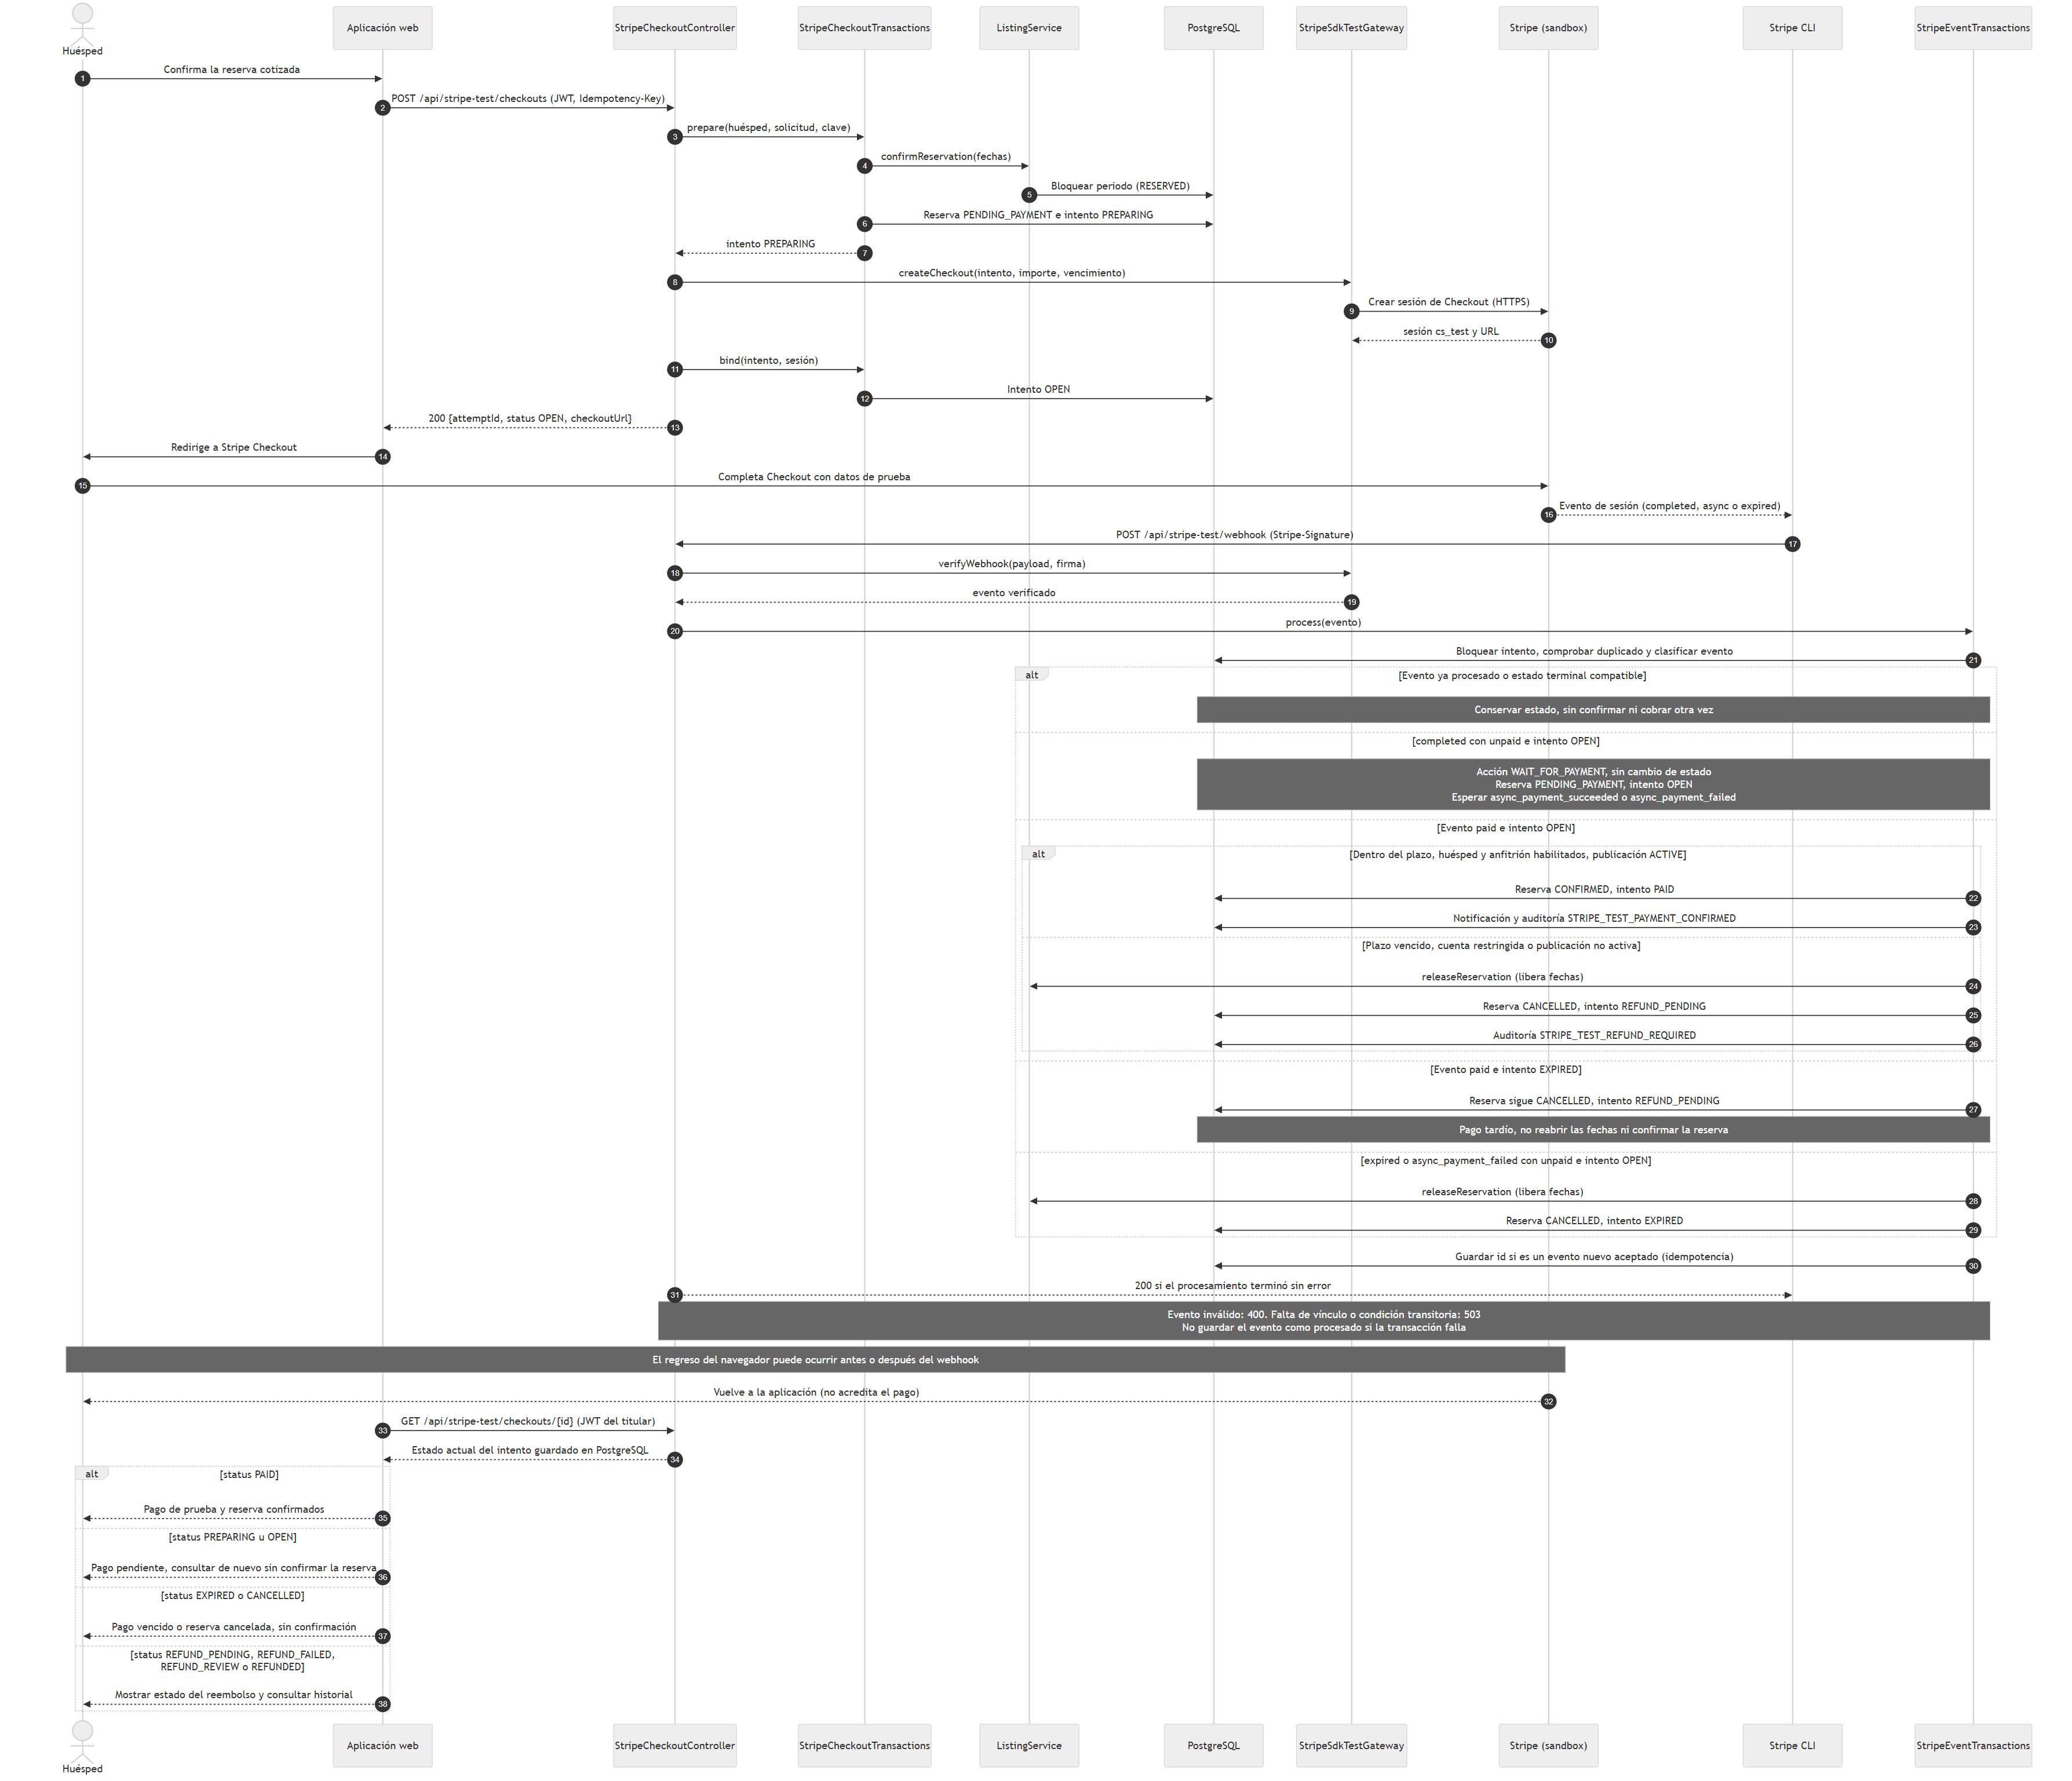 Huésped
Aplicación web
StripeCheckoutController
StripeCheckoutTransactions
ListingService
PostgreSQL
StripeSdkTestGateway
Stripe (sandbox)
Stripe CLI
StripeEventTransactions
1
Confirma la reserva cotizada
2
POST /api/stripe-test/checkouts (JWT, Idempotency-Key)
3
prepare(huésped, solicitud, clave)
4
confirmReservation(fechas)
5
Bloquear periodo (RESERVED)
6
Reserva PENDING_PAYMENT e intento PREPARING
7
intento PREPARING
8
createCheckout(intento, importe, vencimiento)
9
Crear sesión de Checkout (HTTPS)
10
sesión cs_test y URL
11
bind(intento, sesión)
12
Intento OPEN
13
200 {attemptId, status OPEN, checkoutUrl}
14
Redirige a Stripe Checkout
15
Completa Checkout con datos de prueba
16
Evento de sesión (completed, async o expired)
17
POST /api/stripe-test/webhook (Stripe-Signature)
18
verifyWebhook(payload, firma)
19
evento verificado
20
process(evento)
21
Bloquear intento, comprobar duplicado y clasificar evento
alt
[Evento ya procesado o estado terminal compatible]
Conservar estado, sin confirmar ni cobrar otra vez
[completed con unpaid e intento OPEN]
Acción WAIT_FOR_PAYMENT, sin cambio de estado
Reserva PENDING_PAYMENT, intento OPEN
Esperar async_payment_succeeded o async_payment_failed
[Evento paid e intento OPEN]
alt
[Dentro del plazo, huésped y anfitrión habilitados, publicación ACTIVE]
22
Reserva CONFIRMED, intento PAID
23
Notificación y auditoría STRIPE_TEST_PAYMENT_CONFIRMED
[Plazo vencido, cuenta restringida o publicación no activa]
24
releaseReservation (libera fechas)
25
Reserva CANCELLED, intento REFUND_PENDING
26
Auditoría STRIPE_TEST_REFUND_REQUIRED
[Evento paid e intento EXPIRED]
27
Reserva sigue CANCELLED, intento REFUND_PENDING
Pago tardío, no reabrir las fechas ni confirmar la reserva
[expired o async_payment_failed con unpaid e intento OPEN]
28
releaseReservation (libera fechas)
29
Reserva CANCELLED, intento EXPIRED
30
Guardar id si es un evento nuevo aceptado (idempotencia)
31
200 si el procesamiento terminó sin error
Evento inválido: 400. Falta de vínculo o condición transitoria: 503
No guardar el evento como procesado si la transacción falla
El regreso del navegador puede ocurrir antes o después del webhook
32
Vuelve a la aplicación (no acredita el pago)
33
GET /api/stripe-test/checkouts/{id} (JWT del titular)
34
Estado actual del intento guardado en PostgreSQL
alt
[status PAID]
35
Pago de prueba y reserva confirmados
[status PREPARING u OPEN]
36
Pago pendiente, consultar de nuevo sin confirmar la reserva
[status EXPIRED o CANCELLED]
37
Pago vencido o reserva cancelada, sin confirmación
[status REFUND_PENDING, REFUND_FAILED,
REFUND_REVIEW o REFUNDED]
38
Mostrar estado del reembolso y consultar historial
Huésped
Aplicación web
StripeCheckoutController
StripeCheckoutTransactions
ListingService
PostgreSQL
StripeSdkTestGateway
Stripe (sandbox)
Stripe CLI
StripeEventTransactions